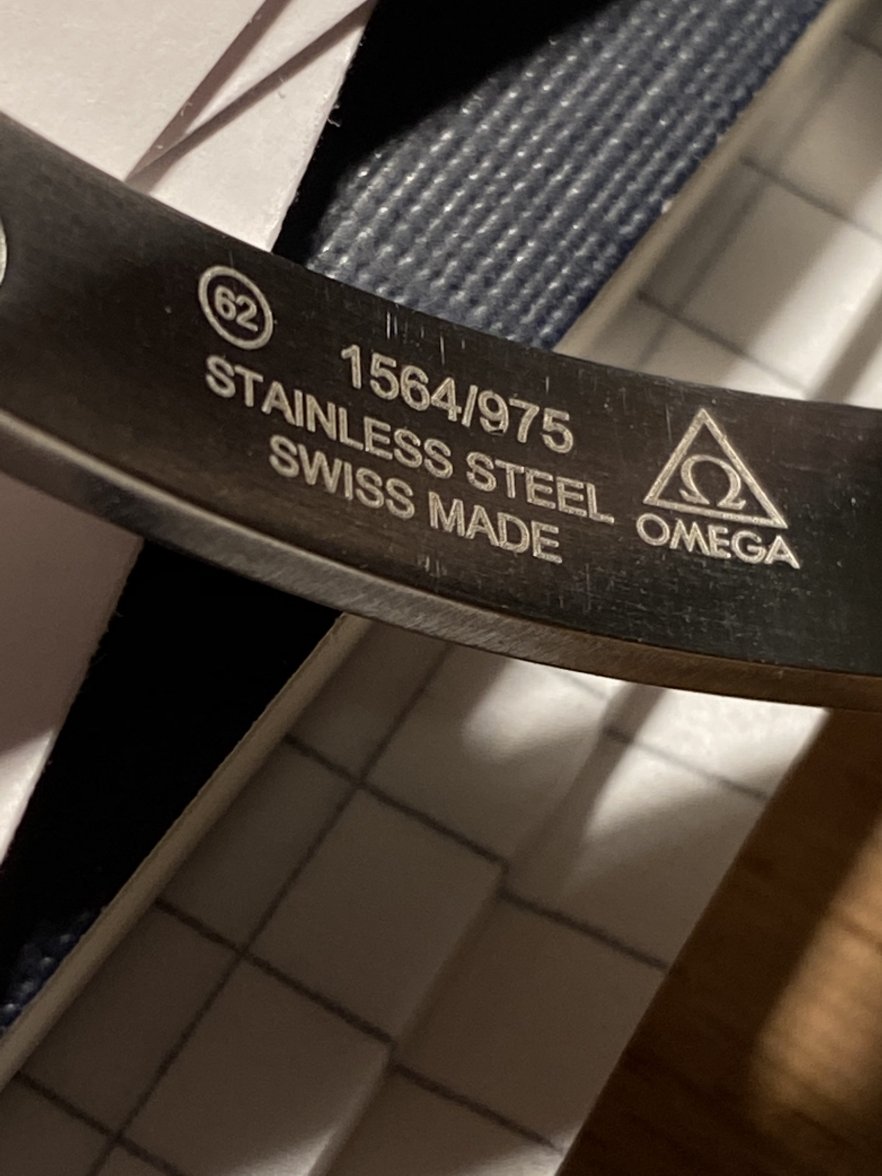 62
1564/975
STAINLESS STEEL
SWISS MADE
Ω
OMEGA